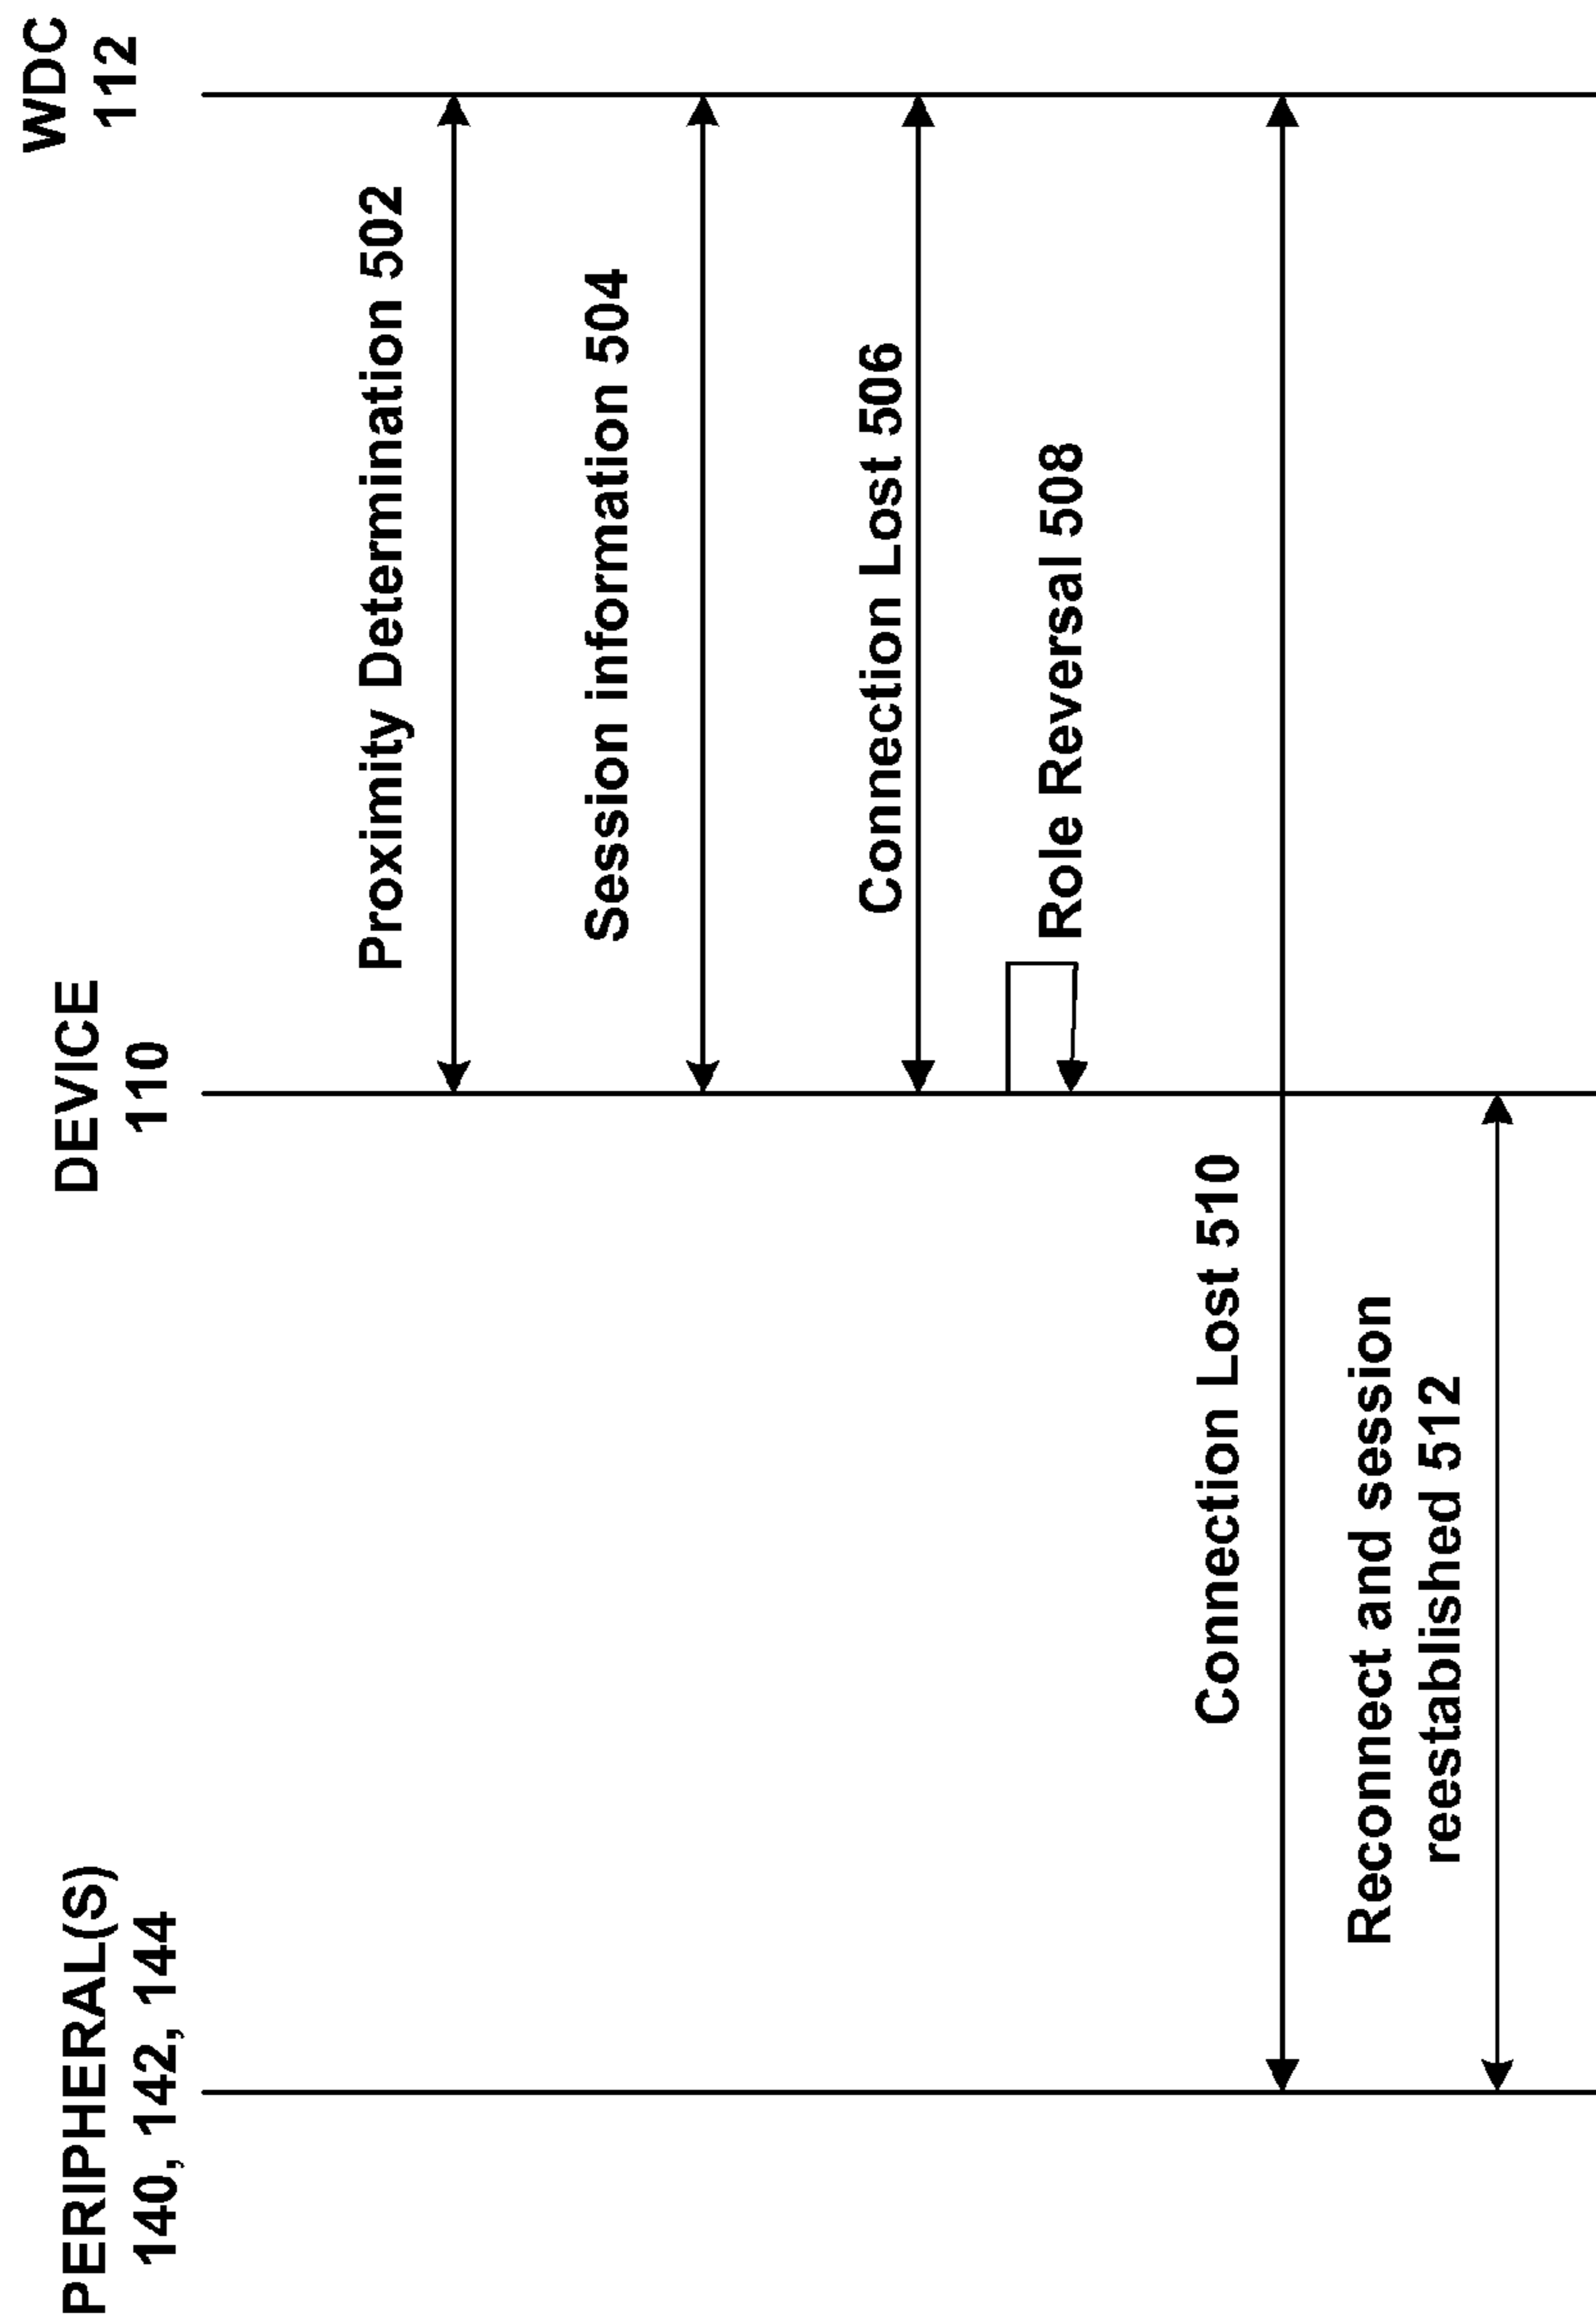 PERIPHERAL(S)
140, 142, 144
DEVICE
110
WDC
112
Proximity Determination 502
Session information 504
Connection Lost 506
Role Reversal 508
Connection Lost 510
Reconnect and session
reestablished 512